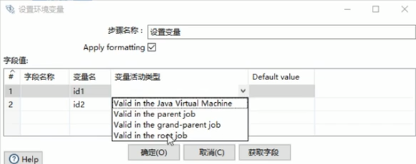 设置环境变量
步骤名称： 设置变量
Apply formatting
字段值：
# 字段名称 变量名 变量活动类型 Default value
1 id1
2 id2
Valid in the Java Virtual Machine
Valid in the parent job
Valid in the grand-parent job
Valid in the root job
Help 确定(O) 取消(C) 获取字段